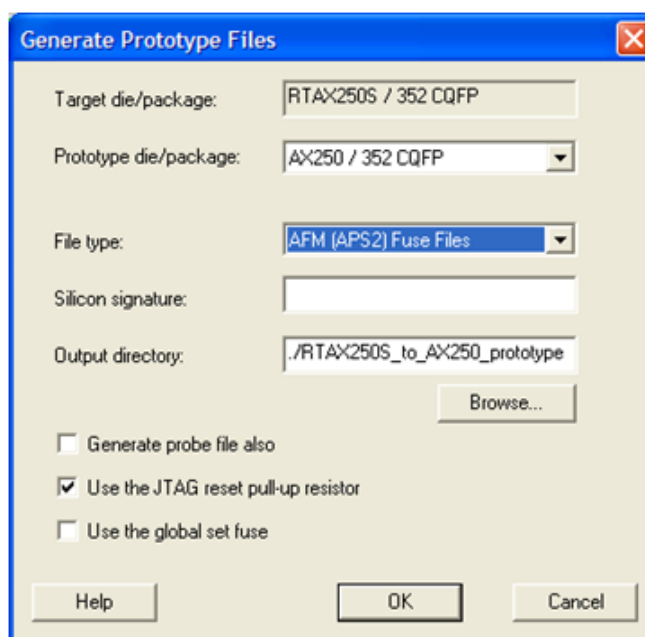 Generate Prototype Files
Target die/package: RTAX250S / 352 CQFP
Prototype die/package: AX250 / 352 CQFP
File type: AFM (APS2) Fuse Files
Silicon signature:
Output directory: ./RTAX250S_to_AX250_prototype
Browse...
Generate probe file also
Use the JTAG reset pull-up resistor
Use the global set fuse
Help OK Cancel